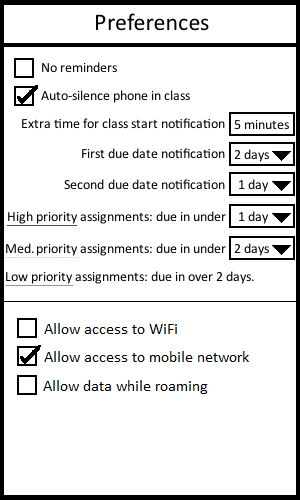 Preferences
No reminders
Auto-silence phone in class
Extra time for class start notification 5 minutes
First due date notification 2 days
Second due date notification 1 day
High priority assignments: due in under 1 day
Med. priority assignments: due in under 2 days
Low priority assignments: due in over 2 days.
Allow access to WiFi
Allow access to mobile network
Allow data while roaming